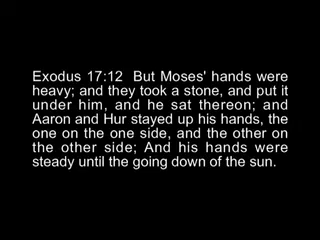 Exodus 17:12  But Moses' hands were
heavy; and they took a stone, and put it
under him, and he sat thereon; and
Aaron and Hur stayed up his hands, the
one on the one side, and the other on
the other side; And his hands were
steady until the going down of the sun.